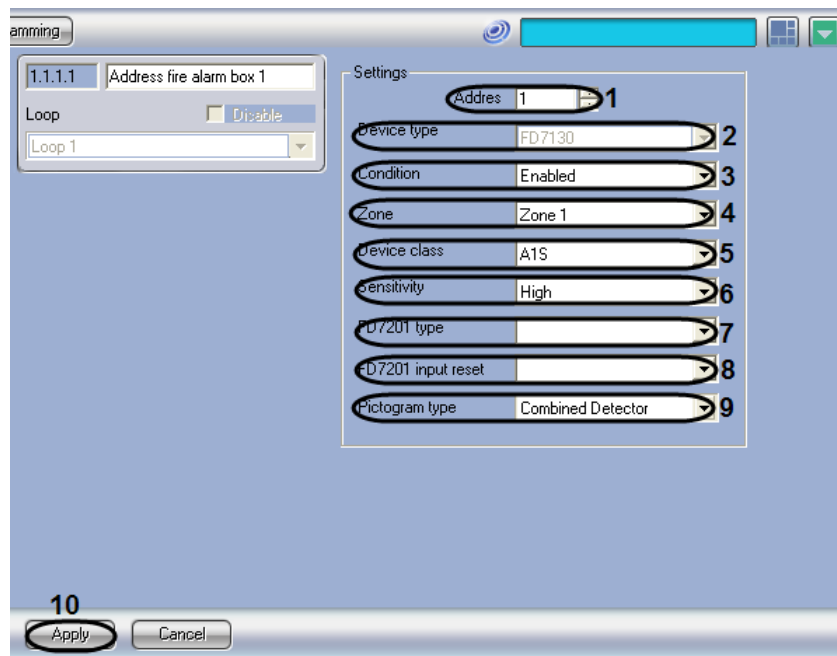 amming
1.1.1.1 Address fire alarm box 1
Loop Disable
Loop 1
Settings
Addres 1 1
Device type FD7130 2
Condition Enabled 3
Zone Zone 1 4
Device class A1S 5
Sensitivity High 6
FD7201 type 7
FD7201 input reset 8
Pictogram type Combined Detector 9
10
Apply Cancel